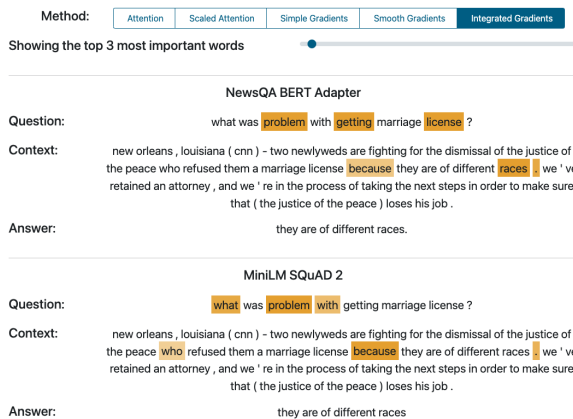 Method: Attention Scaled Attention Simple Gradients Smooth Gradients Integrated Gradients
Showing the top 3 most important words
NewsQA BERT Adapter
Question: what was problem with getting marriage license ?
Context: new orleans , louisiana ( cnn ) - two newlyweds are fighting for the dismissal of the justice of
the peace who refused them a marriage license because they are of different races . we ' ve
retained an attorney , and we ' re in the process of taking the next steps in order to make sure
that ( the justice of the peace ) loses his job .
Answer: they are of different races.
MiniLM SQuAD 2
Question: what was problem with getting marriage license ?
Context: new orleans , louisiana ( cnn ) - two newlyweds are fighting for the dismissal of the justice of
the peace who refused them a marriage license because they are of different races . we ' ve
retained an attorney , and we ' re in the process of taking the next steps in order to make sure
that ( the justice of the peace ) loses his job .
Answer: they are of different races